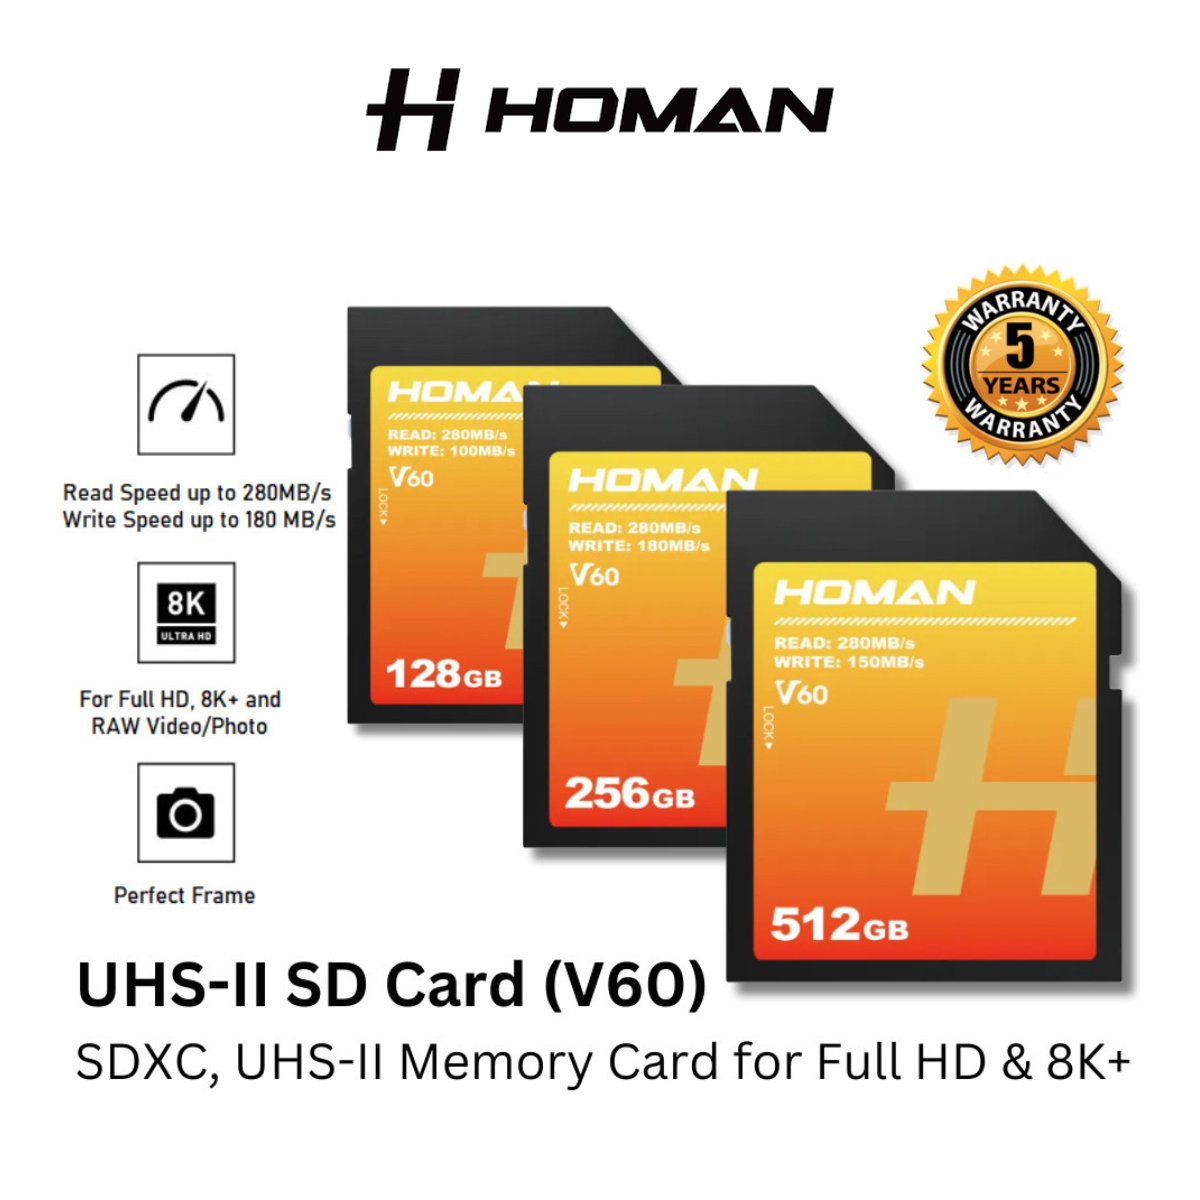 HOMAN
WARRANTY
5
YEARS
WARRANTY
Read Speed up to 280MB/s
Write Speed up to 180 MB/s
8K
ULTRA HD
For Full HD, 8K+ and
RAW Video/Photo
Perfect Frame
HOMAN
READ: 280MB/s
WRITE: 100MB/s
V60
LOCK
128GB
HOMAN
READ: 280MB/s
WRITE: 180MB/s
V60
LOCK
256GB
HOMAN
READ: 280MB/s
WRITE: 150MB/s
V60
LOCK
512GB
UHS-II SD Card (V60)
SDXC, UHS-II Memory Card for Full HD & 8K+